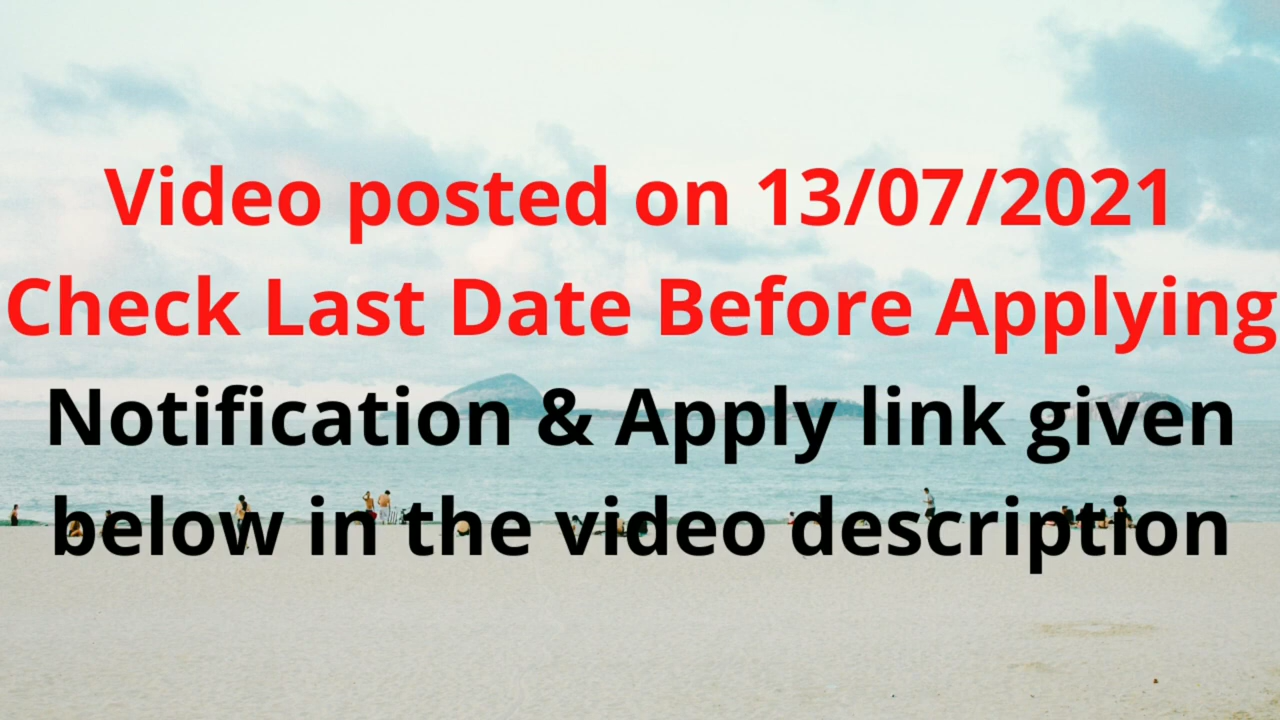 Video posted on 13/07/2021
Check Last Date Before Applying
Notification & Apply link given
below in the video description